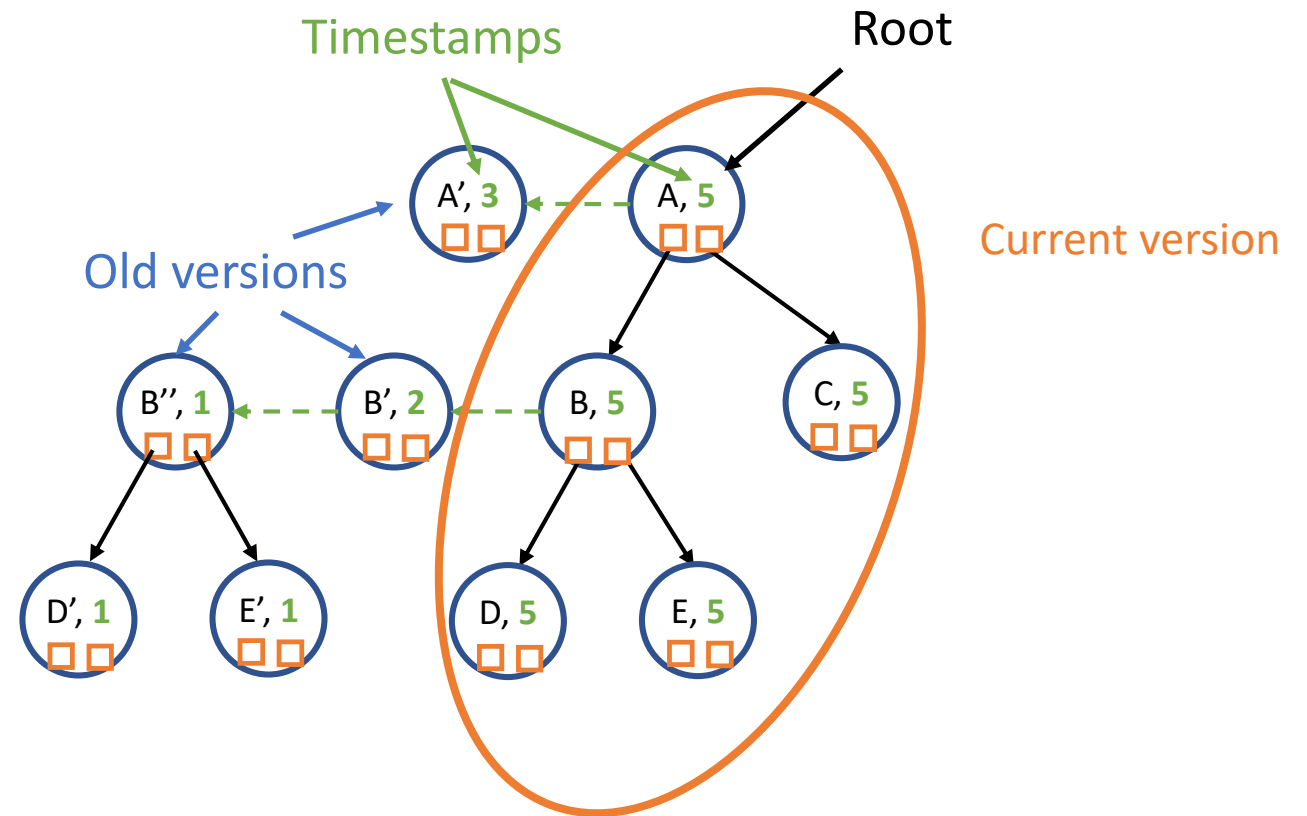 Timestamps
Root
A’, 3
A, 5
Current version
Old versions
B’’, 1
B’, 2
B, 5
C, 5
D’, 1
E’, 1
D, 5
E, 5